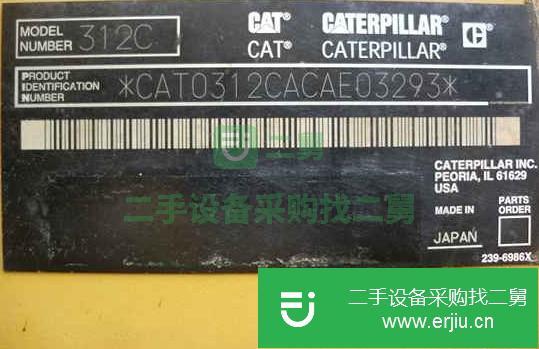 MODEL NUMBER 312C
CAT® CATERPILLAR®
CAT® CATERPILLAR®
PRODUCT IDENTIFICATION NUMBER *CAT0312CACAE03293*
二舅
CATERPILLAR INC.
PEORIA, IL 61629
USA
二手设备采购找二舅
MADE IN JAPAN
PARTS ORDER
239-6986X
二手设备采购找二舅
www.erjiu.cn